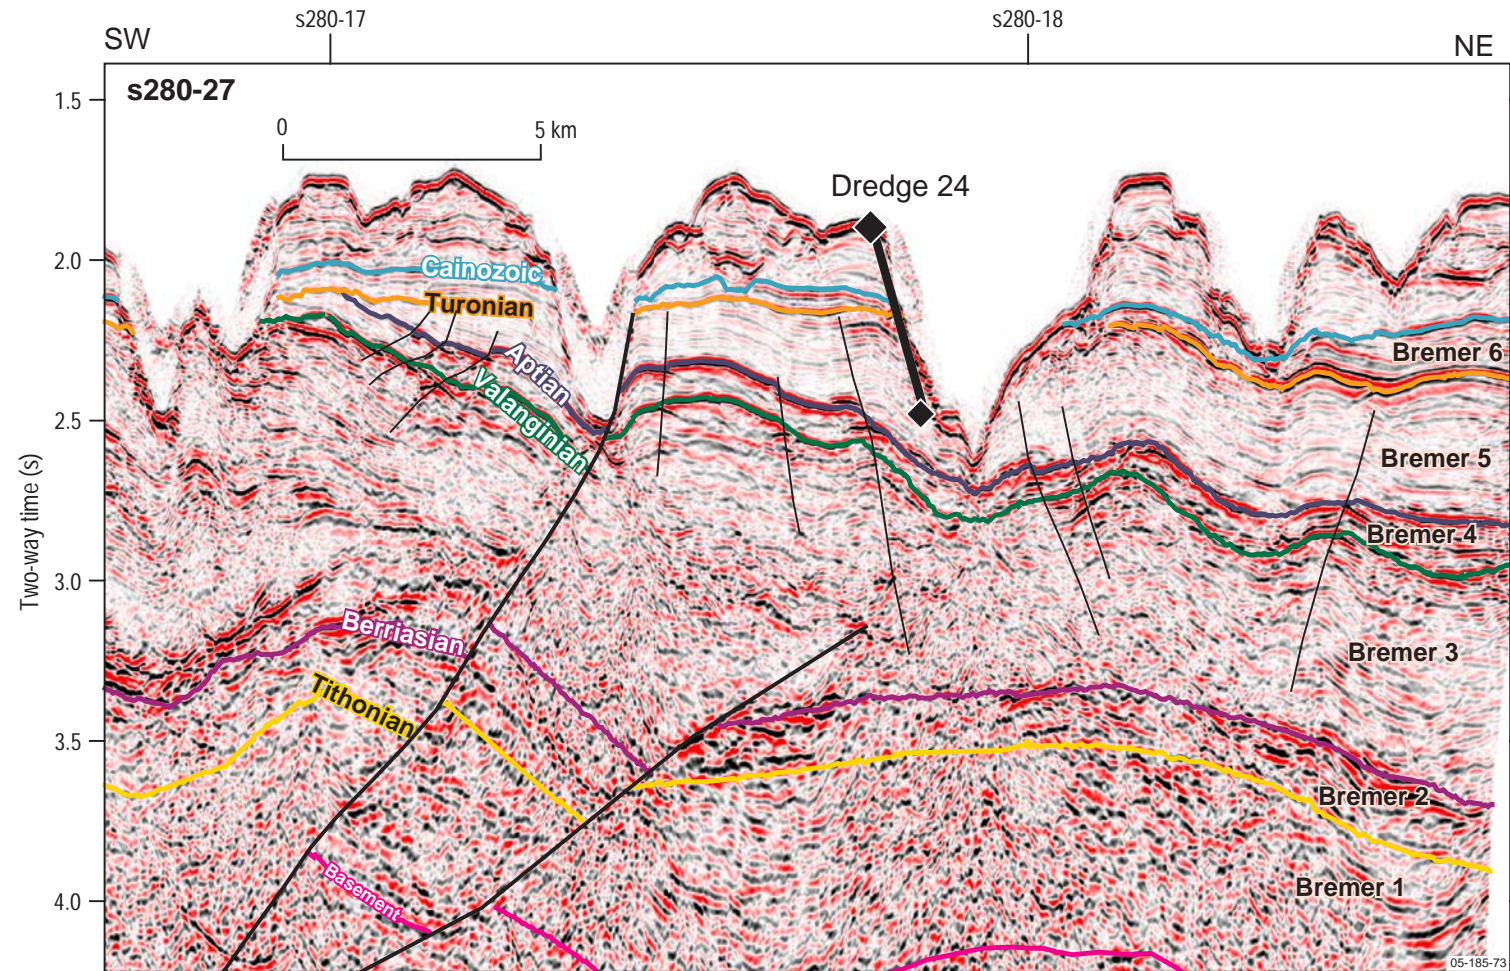 s280-17
s280-18
SW
NE
s280-27
1.5
0
5 km
Dredge 24
2.0
Cainozoic
Turonian
Bremer 6
Aptian
Valanginian
2.5
Bremer 5
Two-way time (s)
Bremer 4
3.0
Berriasian
Bremer 3
Tithonian
3.5
Bremer 2
Basement
Bremer 1
4.0
05-185-73